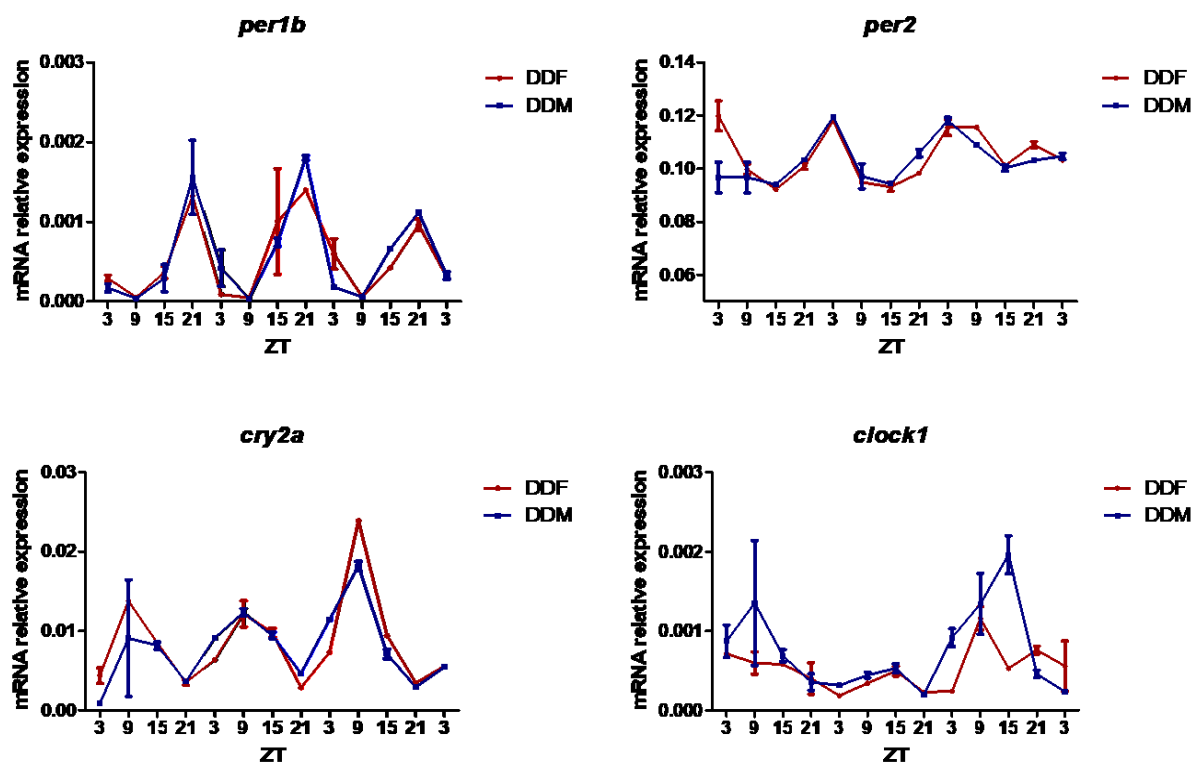 per1b
mRNA relative expression
0.003
0.002
0.001
0.000
3 9 15 21 3 9 15 21 3 9 15 21 3
ZT
DDF
DDM
per2
mRNA relative expression
0.14
0.12
0.10
0.08
0.06
3 9 15 21 3 9 15 21 3 9 15 21 3
ZT
DDF
DDM
cry2a
mRNA relative expression
0.03
0.02
0.01
0.00
3 9 15 21 3 9 15 21 3 9 15 21 3
ZT
DDF
DDM
clock1
mRNA relative expression
0.003
0.002
0.001
0.000
3 9 15 21 3 9 15 21 3 9 15 21 3
ZT
DDF
DDM